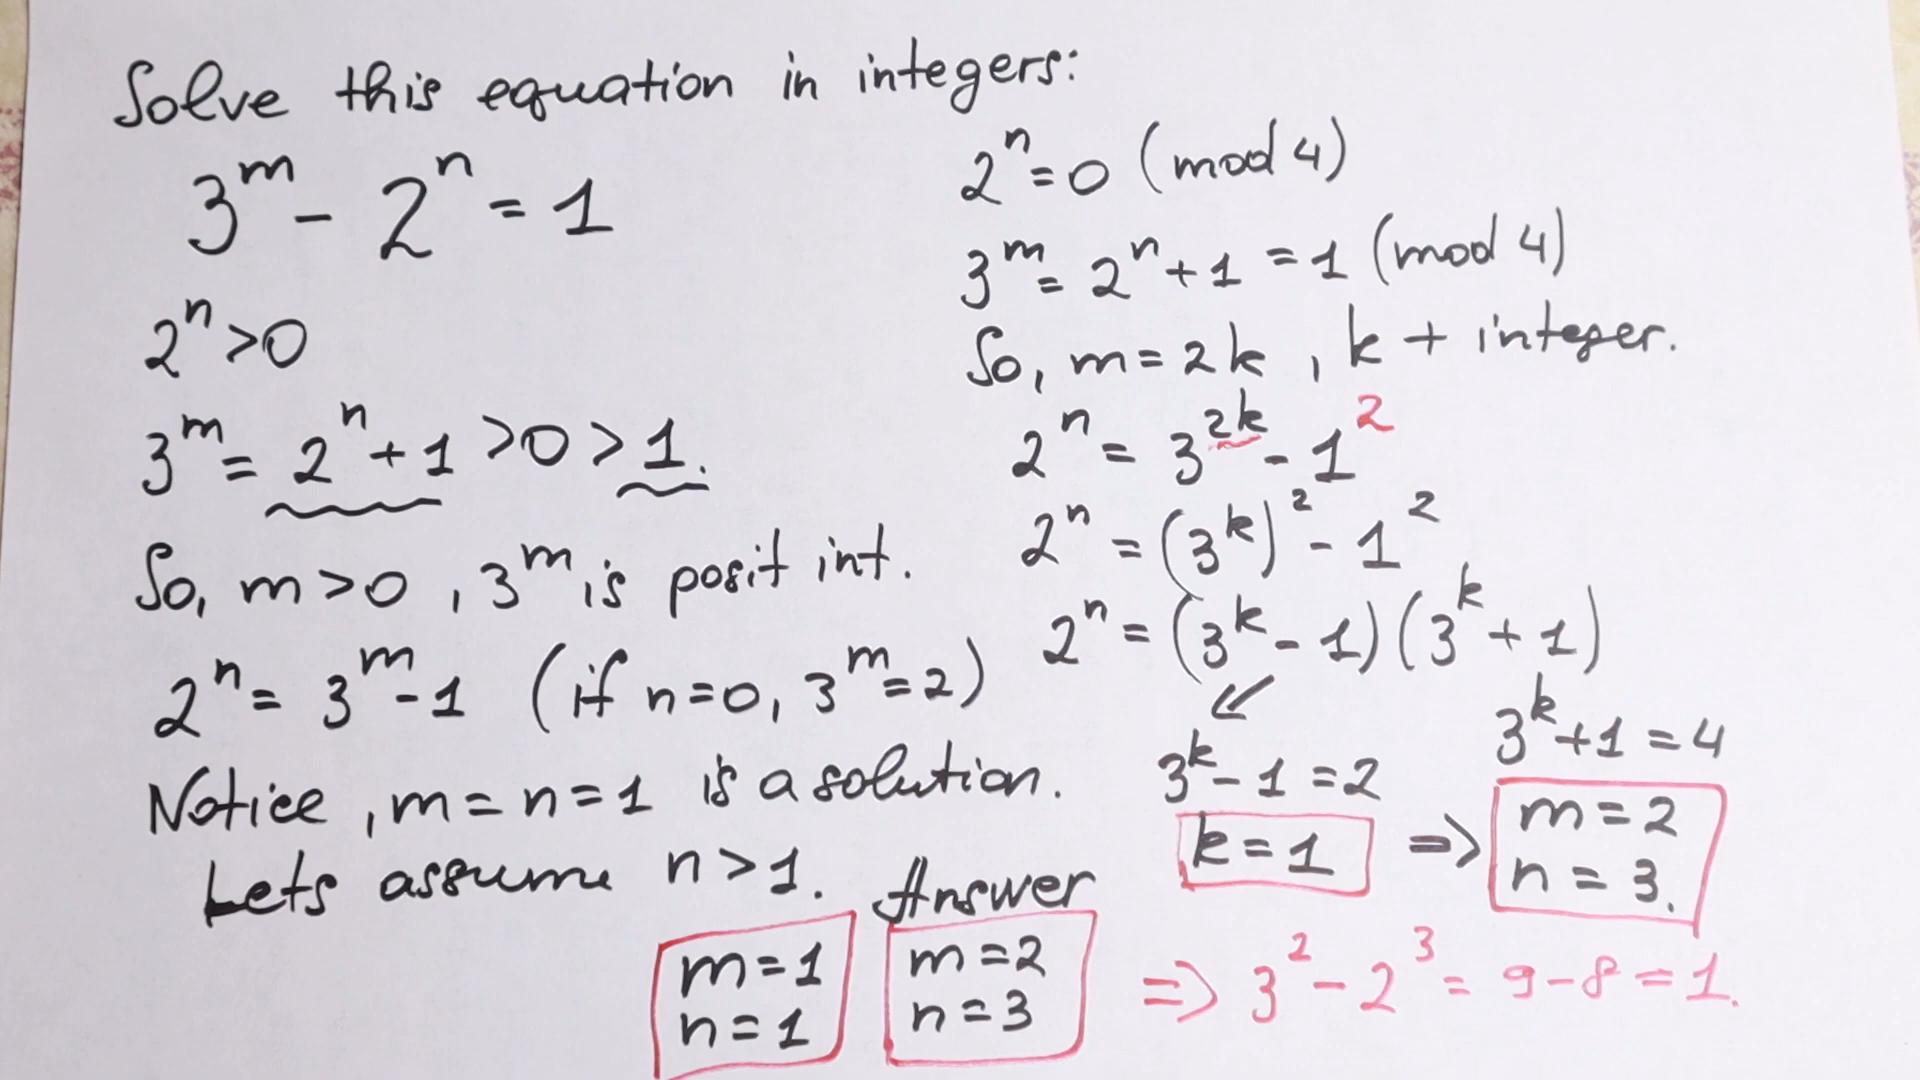 Solve this equation in integers:
3^m - 2^n = 1
2^n > 0
3^m = 2^n + 1 > 0 > 1.
So, m > 0, 3^m is posit int.
2^n = 3^m - 1 (if n = 0, 3^m = 2)
Notice, m = n = 1 is a solution.
Lets assume n > 1.
2^n = 0 (mod 4)
3^m = 2^n + 1 = 1 (mod 4)
So, m = 2k, k + integer.
2^n = 3^2k - 1^2
2^n = (3^k)^2 - 1^2
2^n = (3^k - 1)(3^k + 1)
↙
3^k - 1 = 2
3^k + 1 = 4
k = 1 => m = 2
n = 3.
Answer
m = 1
n = 1
m = 2
n = 3
=> 3^2 - 2^3 = 9 - 8 = 1.